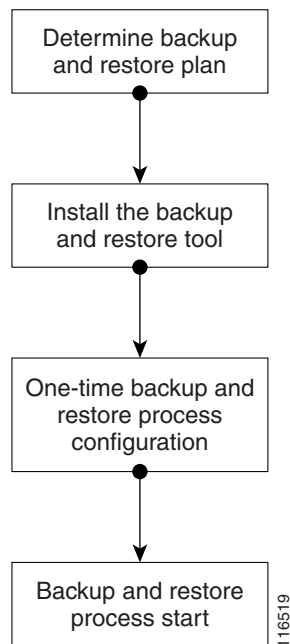 Determine backup
and restore plan
Install the backup
and restore tool
One-time backup and
restore process
configuration
Backup and restore
process start
116519